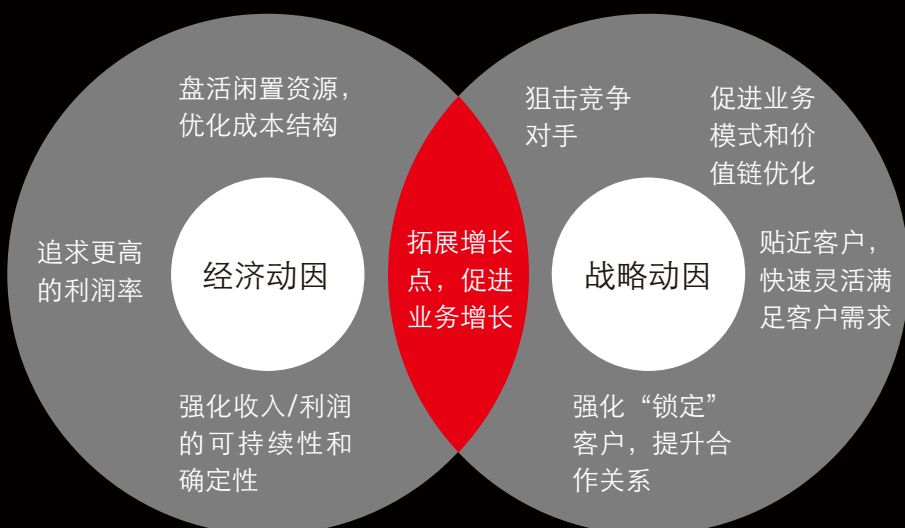 盘活闲置资源，
优化成本结构
追求更高
的利润率
经济动因
强化收入/利润
的可持续性和
确定性
拓展增长
点，促进
业务增长
狙击竞争
对手
促进业务
模式和价
值链优化
战略动因
贴近客户，
快速灵活满
足客户需求
强化“锁定”
客户，提升合
作关系